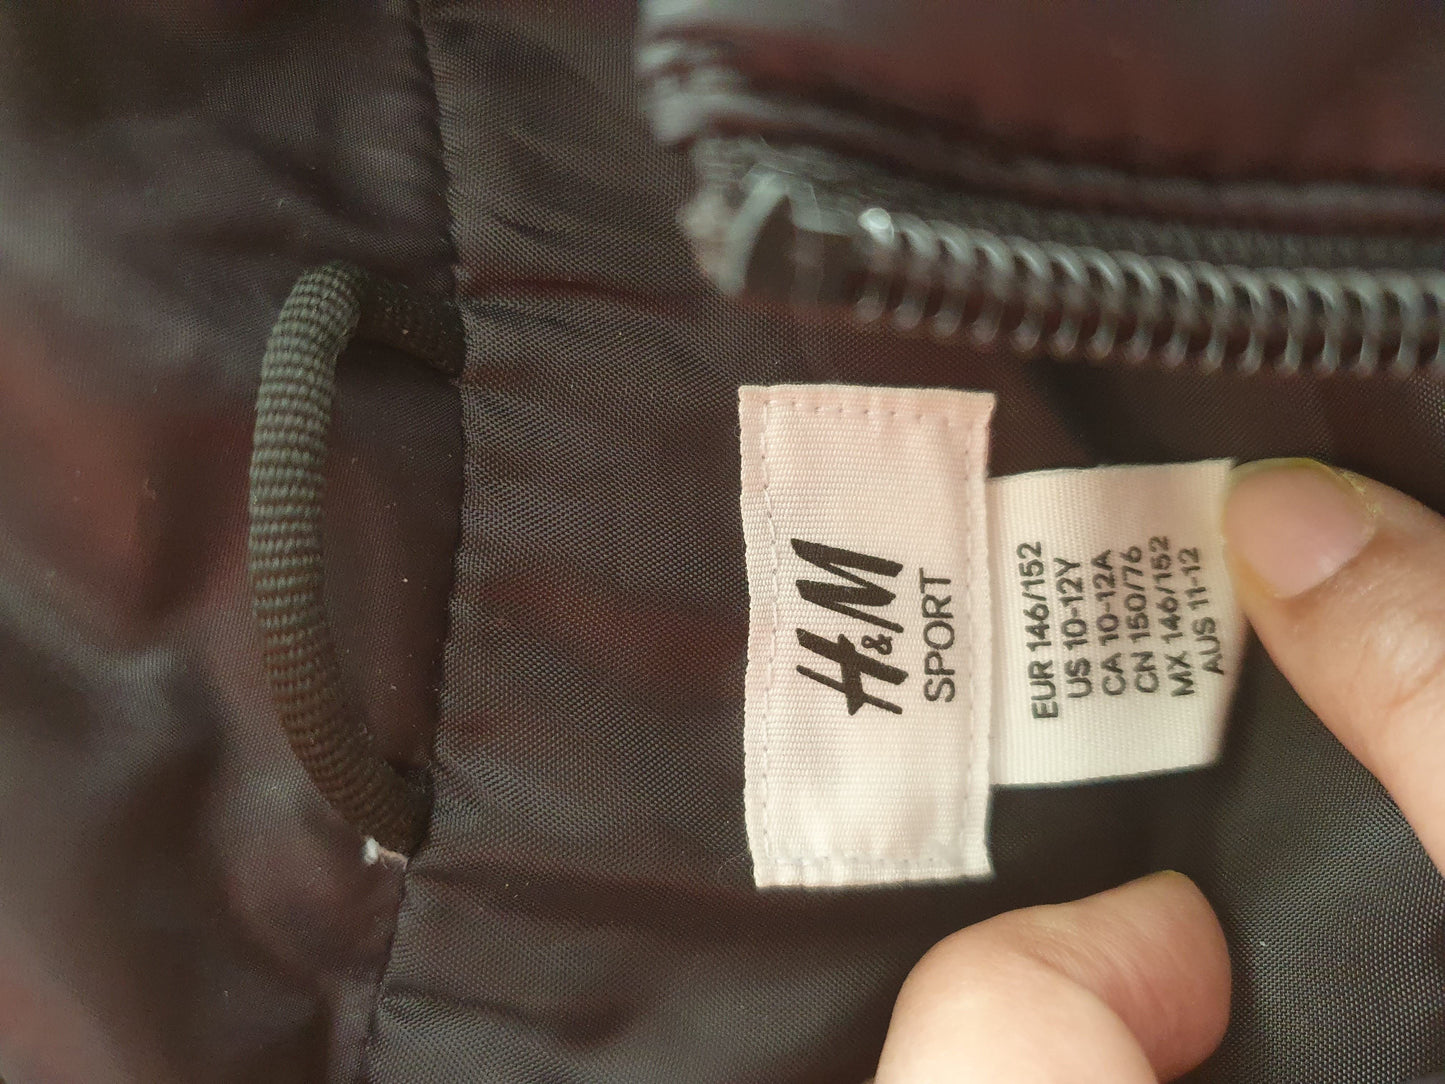 H&M
SPORT
EUR 146/152
US 10-12Y
CA 10-12A
CN 150/76
MX 146/152
AUS 11-12